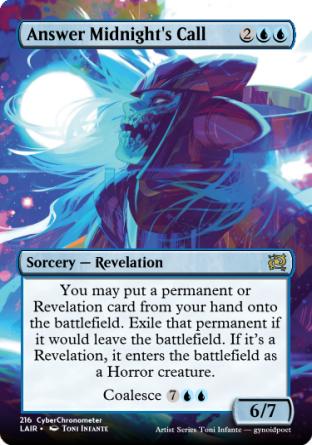 Answer Midnight's Call 2
Sorcery — Revelation
You may put a permanent or
Revelation card from your hand onto
the battlefield. Exile that permanent if
it would leave the battlefield. If it's a
Revelation, it enters the battlefield as
a Horror creature.
Coalesce 7
6/7
216 CyberChronometer
LAIR • Toni Infante
Artist Series Toni Infante — gynoidpoet